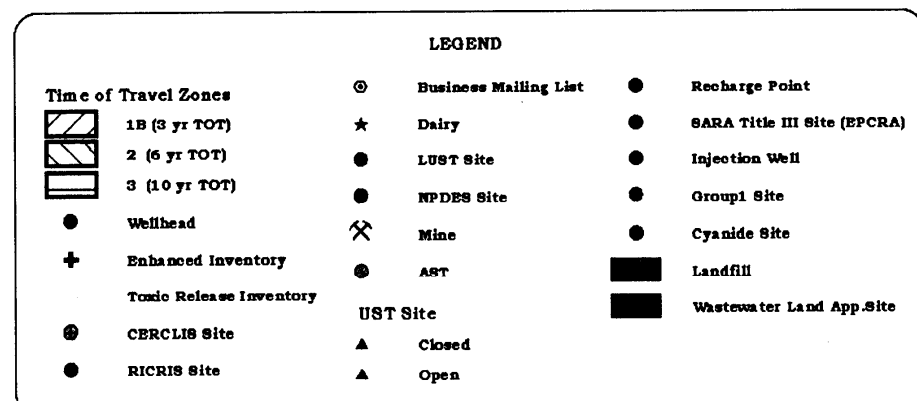 LEGEND
Time of Travel Zones
1B (3 yr TOT)
2 (6 yr TOT)
3 (10 yr TOT)
Wellhead
Enhanced Inventory
Toxic Release Inventory
CERCLIS Site
RICRIS Site
Business Mailing List
Dairy
LUST Site
NPDES Site
Mine
AST
UST Site
Closed
Open
Recharge Point
SARA Title III Site (EPCRA)
Injection Well
Group1 Site
Cyanide Site
Landfill
Wastewater Land App.Site